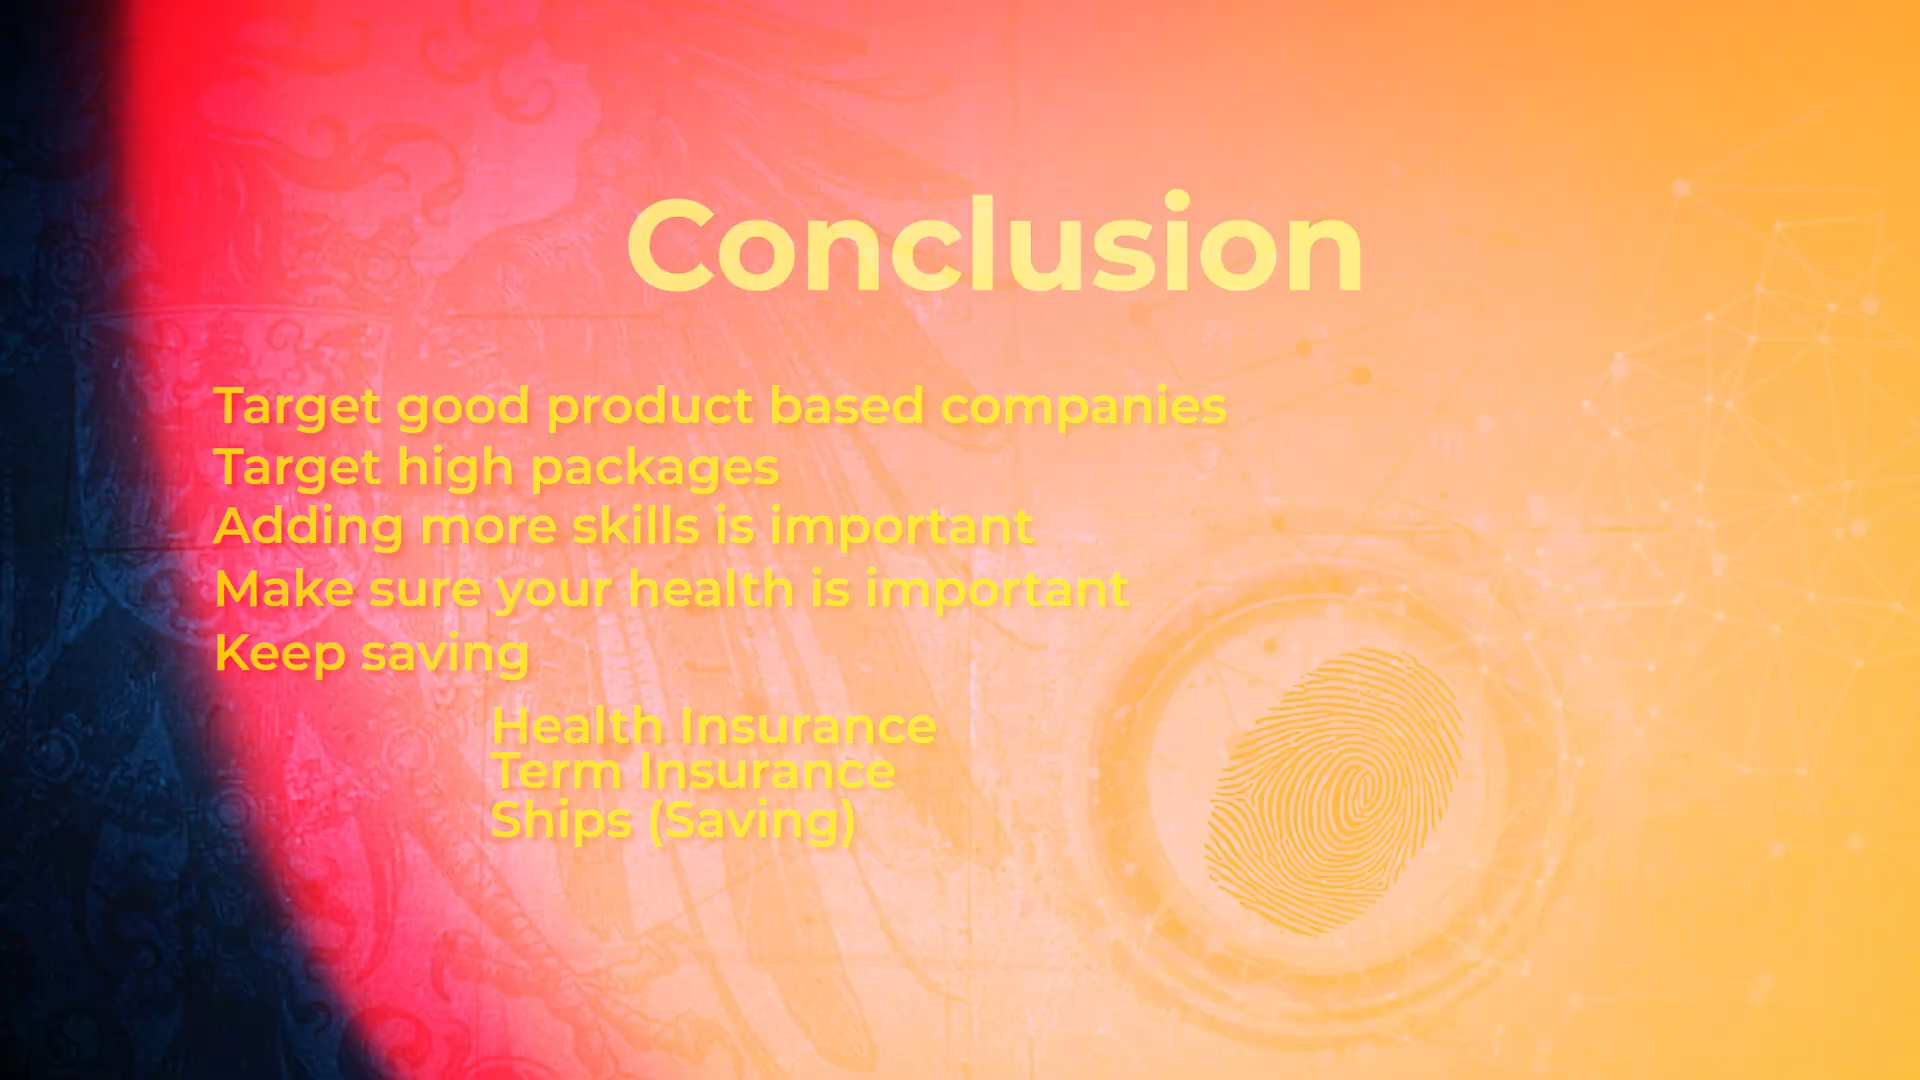 Conclusion
Target good product based companies
Target high packages
Adding more skills is important
Make sure your health is important
Keep saving
Health Insurance
Term Insurance
Ships (Saving)